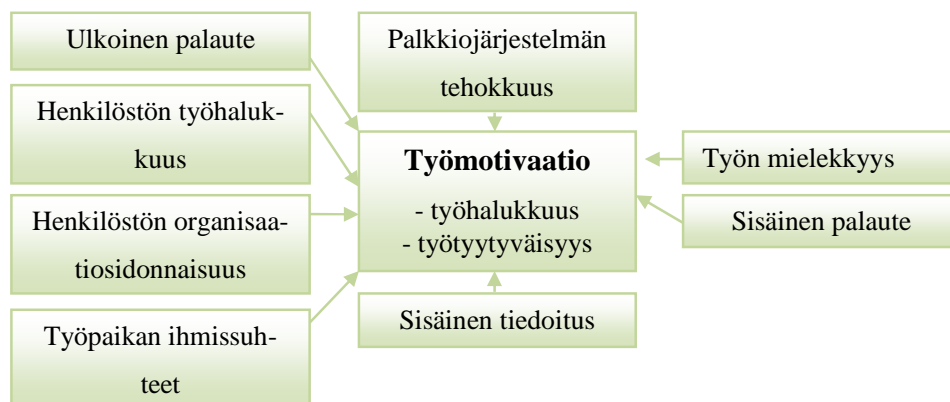 Ulkoinen palaute
Palkkiojärjestelmän
tehokkuus
Henkilöstön työhaluk-
kuus
Työmotivaatio
- työhalukkuus
- työtyytyväisyys
Työn mielekkyys
Sisäinen palaute
Henkilöstön organisaa-
tiosidonnaisuus
Sisäinen tiedoitus
Työpaikan ihmissuh-
teet